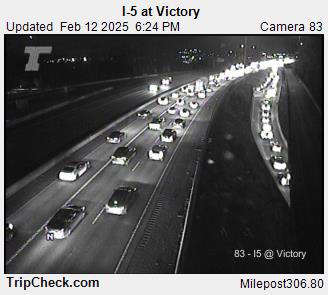 I-5 at Victory
Updated  Feb 12 2025  6:24 PM
Camera 83
T
N
83 - I5 @ Victory
TripCheck.com
Milepost306.80